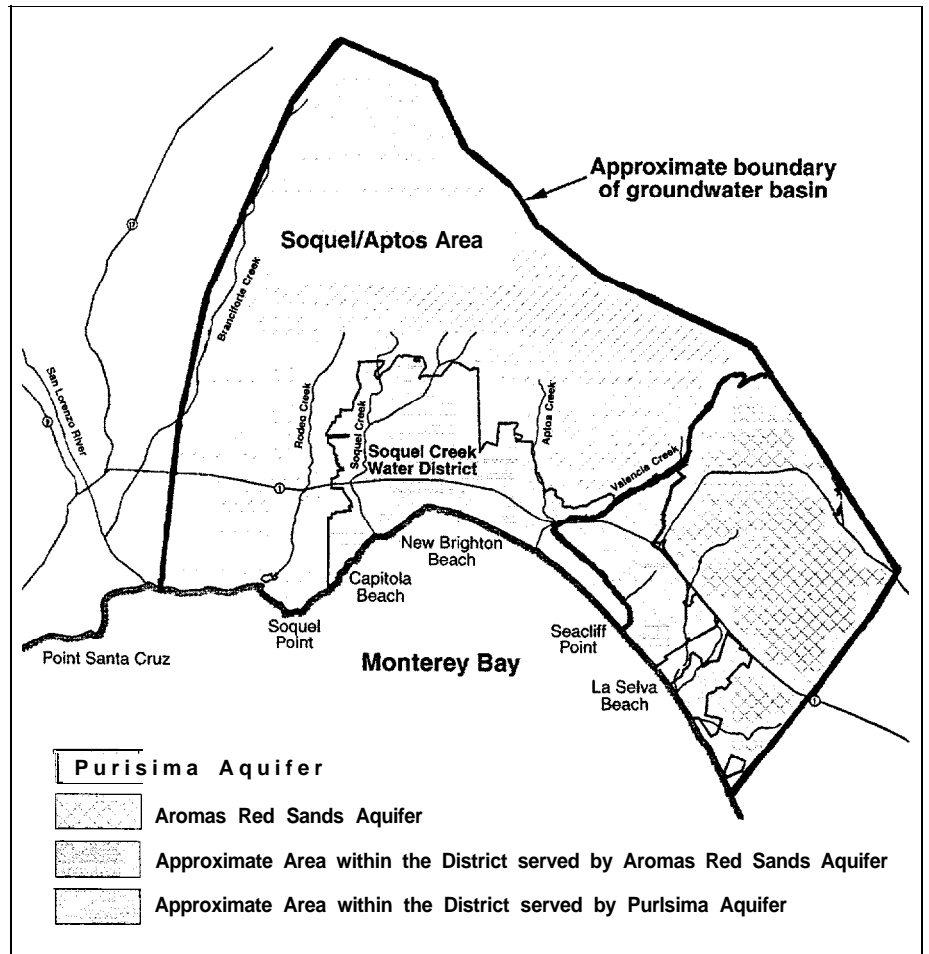 Approximate boundary
of groundwater basin
Soquel/Aptos Area
17
Branciforte Creek
San Lorenzo River
9
Rodeo Creek
Soquel Creek
Aptos Creek
Soquel Creek
Water District
Valencia Creek
1
New Brighton
Beach
Capitola
Beach
Soquel
Point
Seacliff
Point
Point Santa Cruz
Monterey Bay
La Selva
Beach
1
Purisima Aquifer
Aromas Red Sands Aquifer
Approximate Area within the District served by Aromas Red Sands Aquifer
Approximate Area within the District served by PurIsima Aquifer